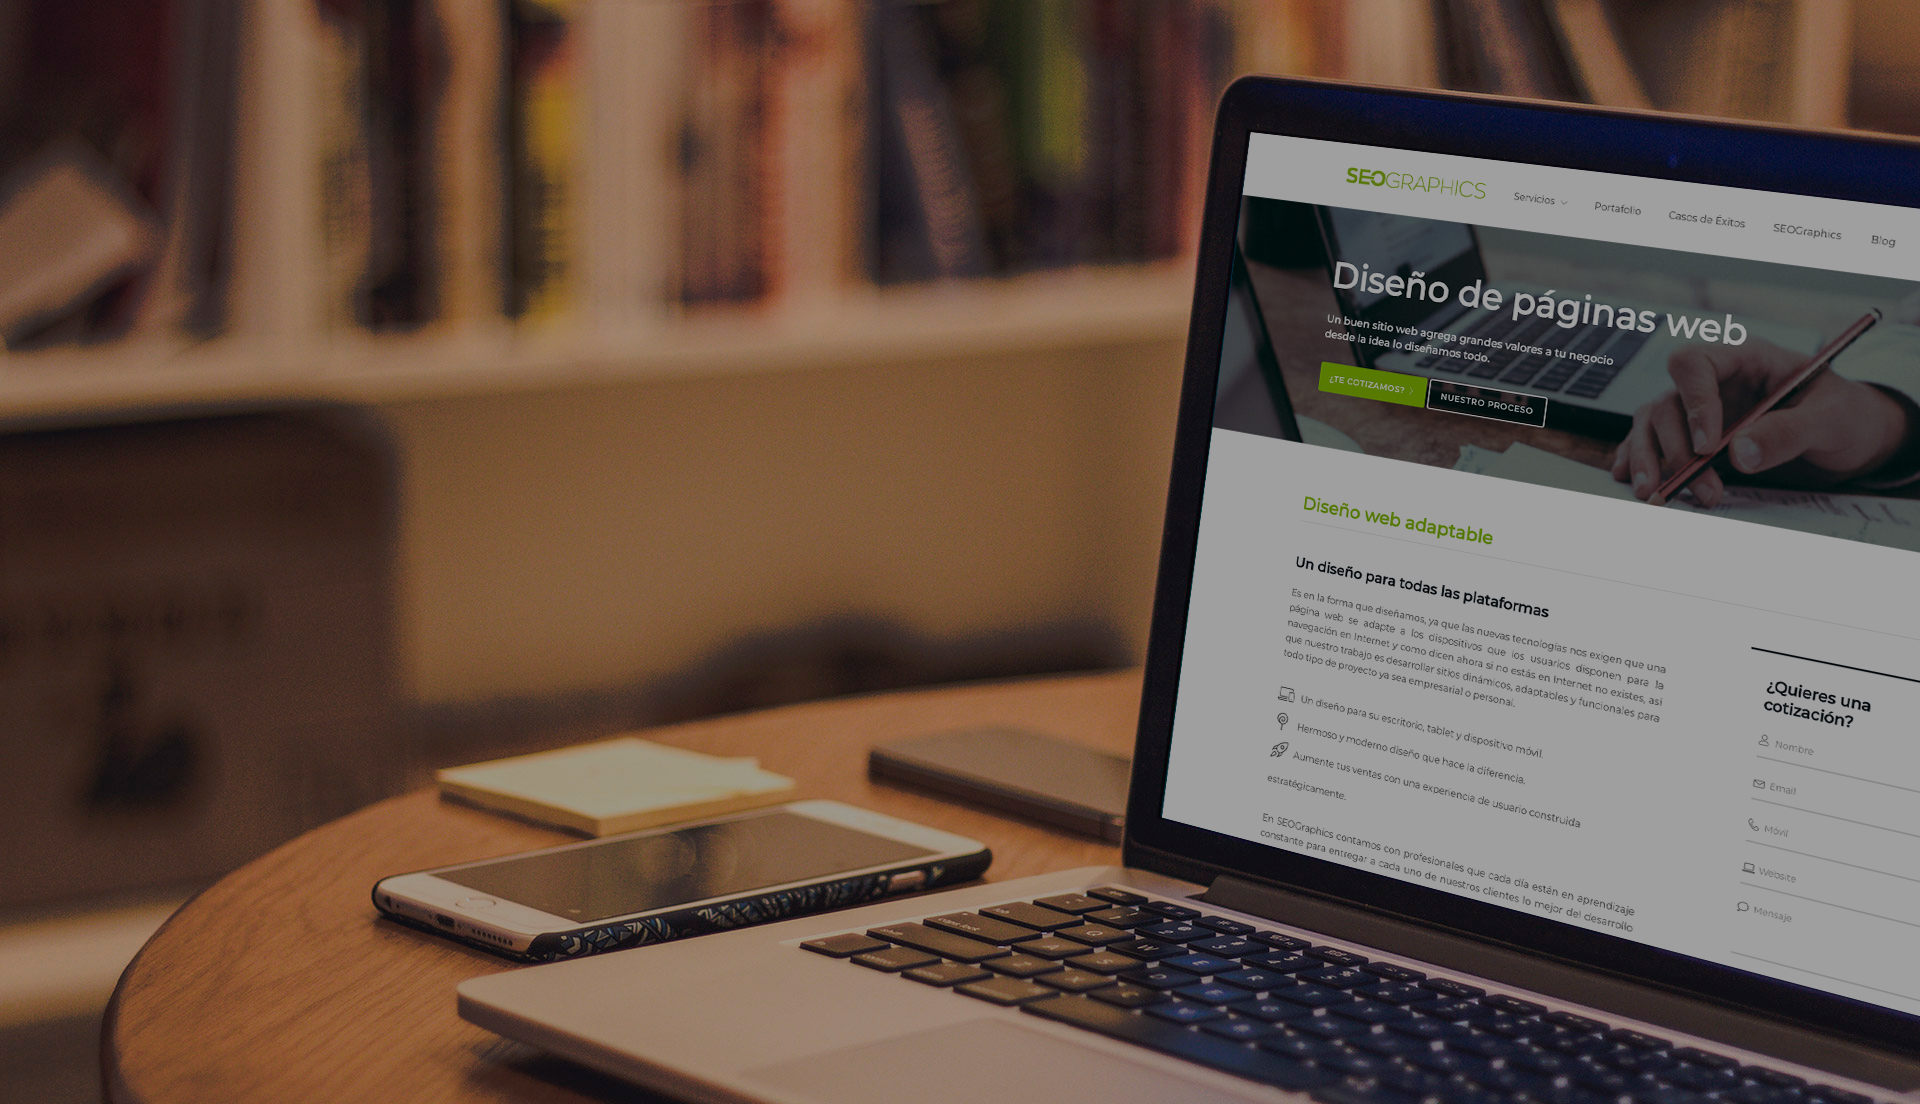 SEOGRAPHICS
Servicios
Portafolio
Casos de Éxitos
SEOGraphics
Blog
Diseño de páginas web
Un buen sitio web agrega grandes valores a tu negocio
desde la idea lo diseñamos todo.
¿TE COTIZAMOS?
NUESTRO PROCESO
Diseño web adaptable
Un diseño para todas las plataformas
Es en la forma que diseñamos, ya que las nuevas tecnologías nos exigen que una
página web se adapte a los dispositivos que los usuarios disponen para la
navegación en Internet y como dicen ahora si no estás en Internet no existes, así
que nuestro trabajo es desarrollar sitios dinámicos, adaptables y funcionales para
todo tipo de proyecto ya sea empresarial o personal.
Un diseño para su escritorio, tablet y dispositivo móvil.
Hermoso y moderno diseño que hace la diferencia.
Aumente tus ventas con una experiencia de usuario construida
estratégicamente.
En SEOGraphics contamos con profesionales que cada día están en aprendizaje
constante para entregar a cada uno de nuestros clientes lo mejor del desarrollo
¿Quieres una
cotización?
Nombre
Email
Móvil
Website
Mensaje